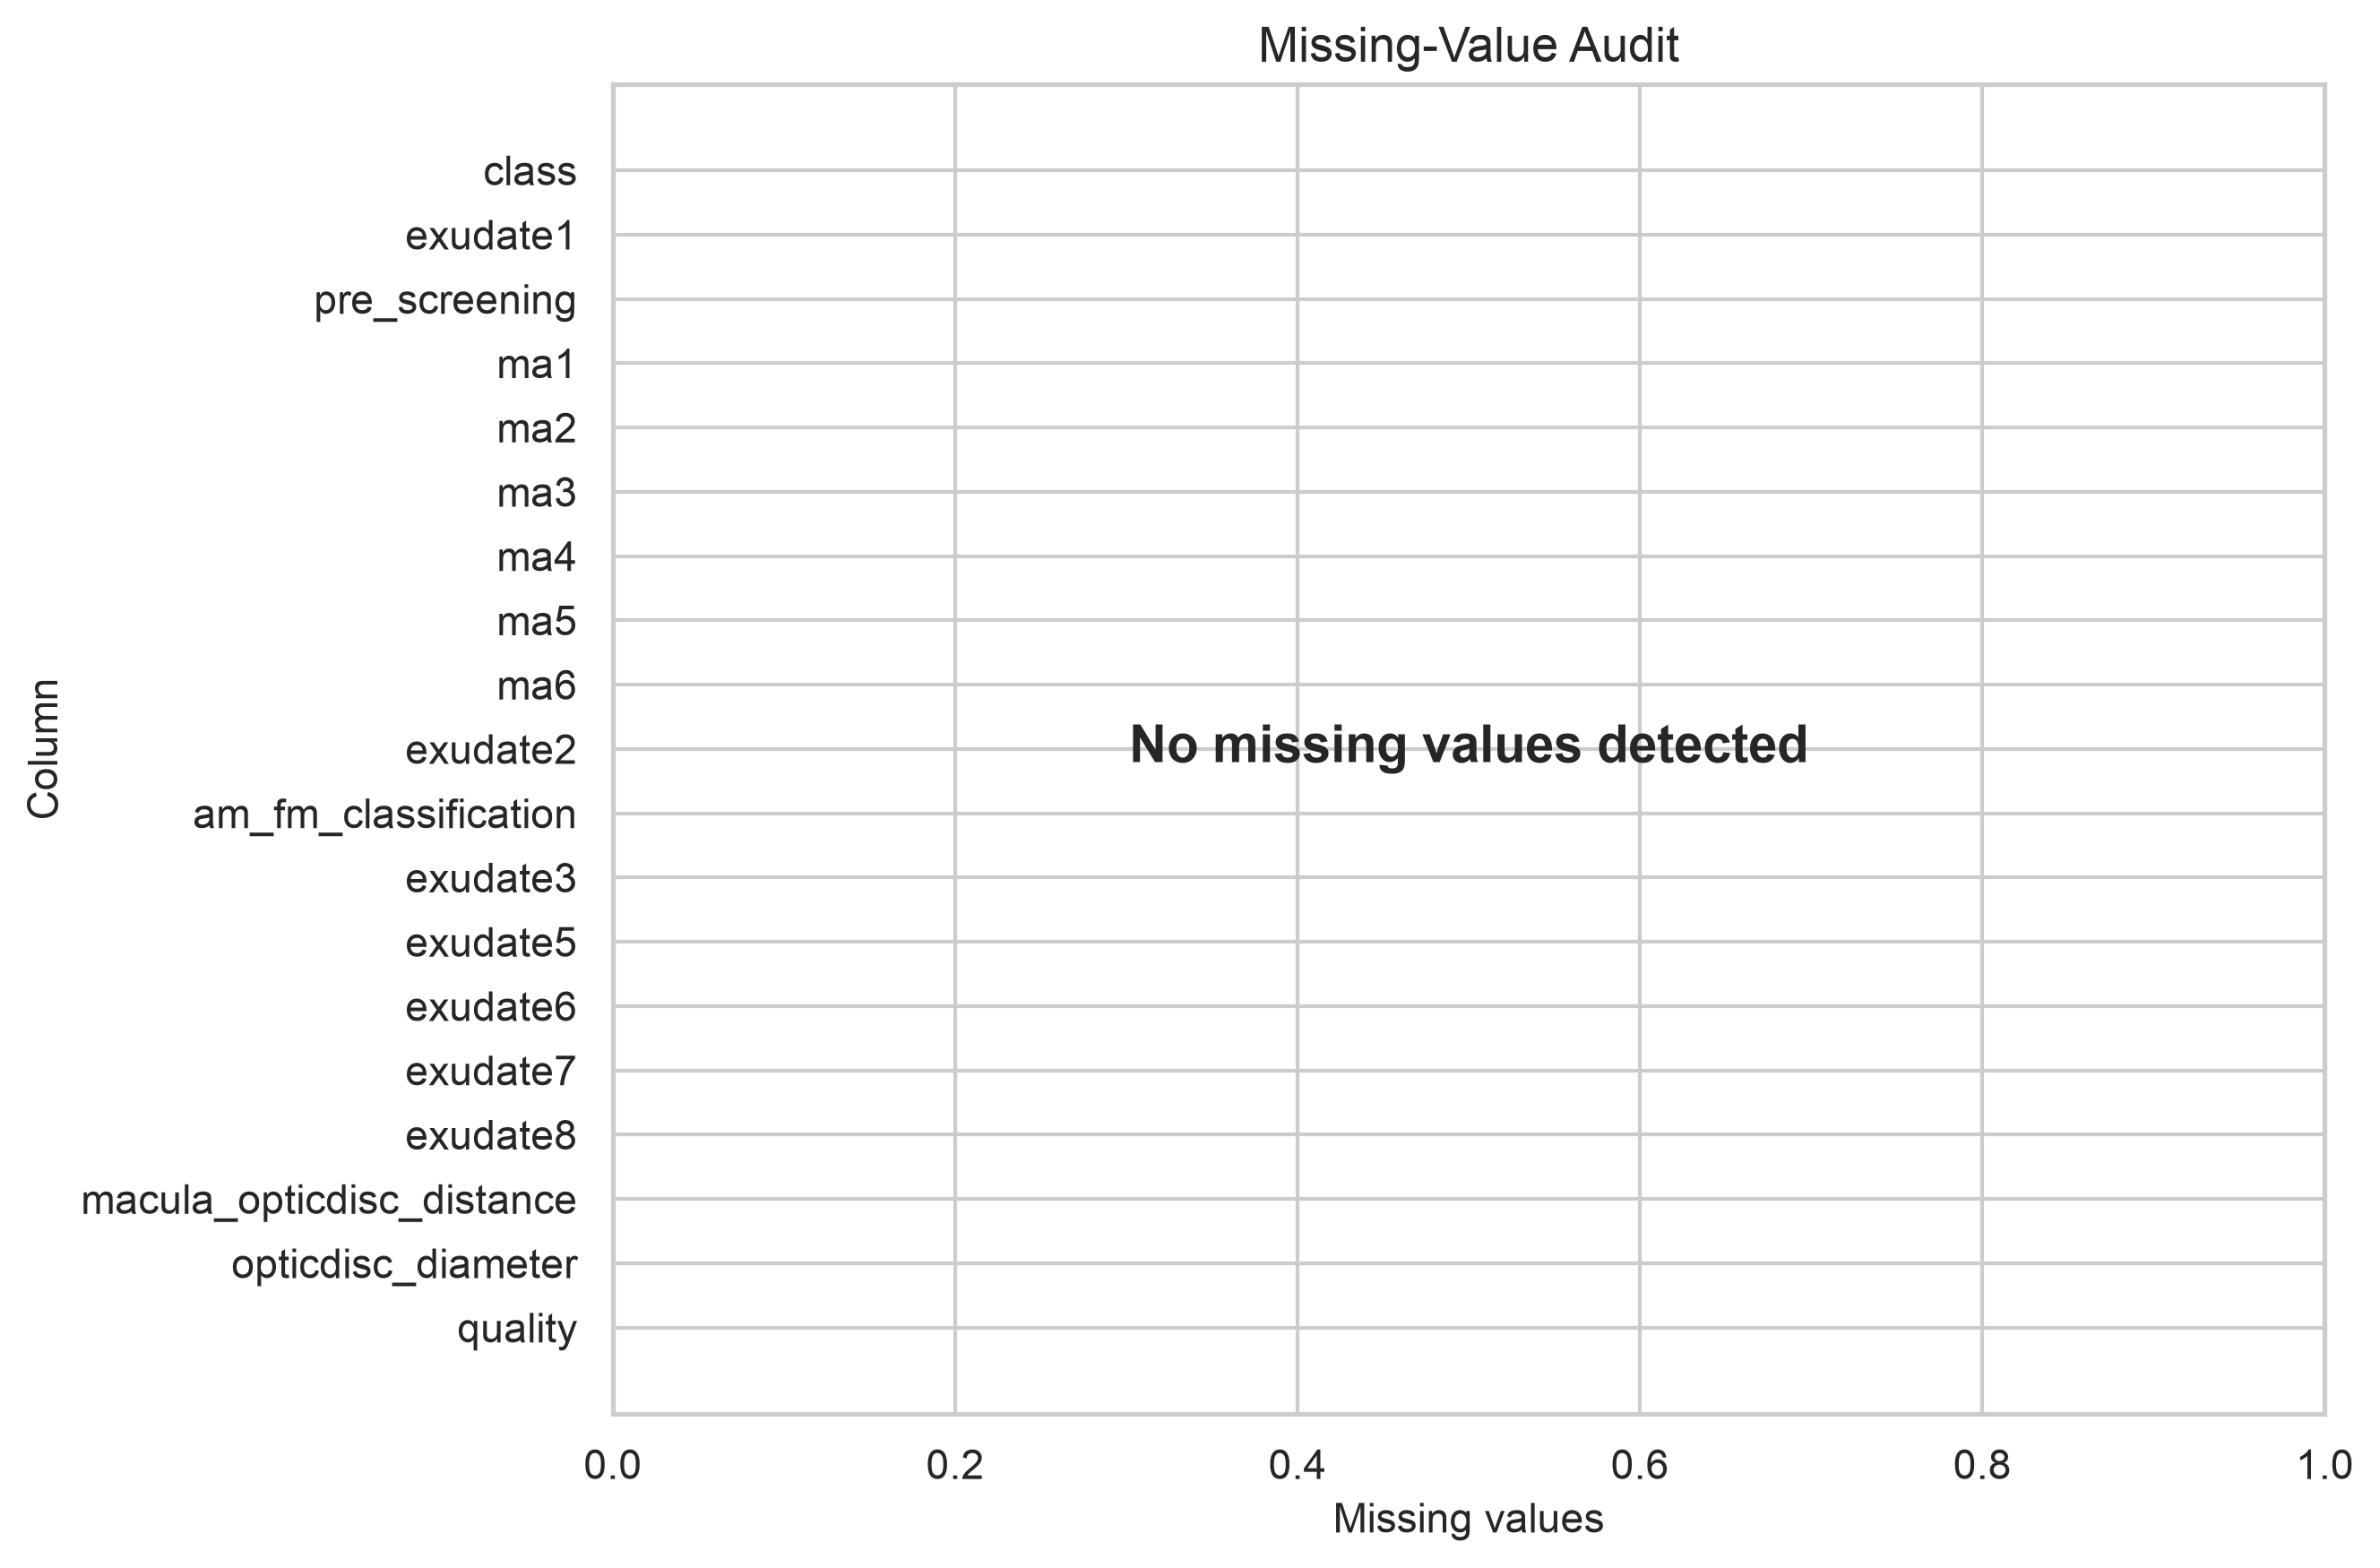 Missing-Value Audit
class
exudate1
pre_screening
ma1
ma2
ma3
ma4
ma5
ma6
exudate2
am_fm_classification
exudate3
exudate5
exudate6
exudate7
exudate8
macula_opticdisc_distance
opticdisc_diameter
quality
Column
No missing values detected
0.0 0.2 0.4 0.6 0.8 1.0
Missing values